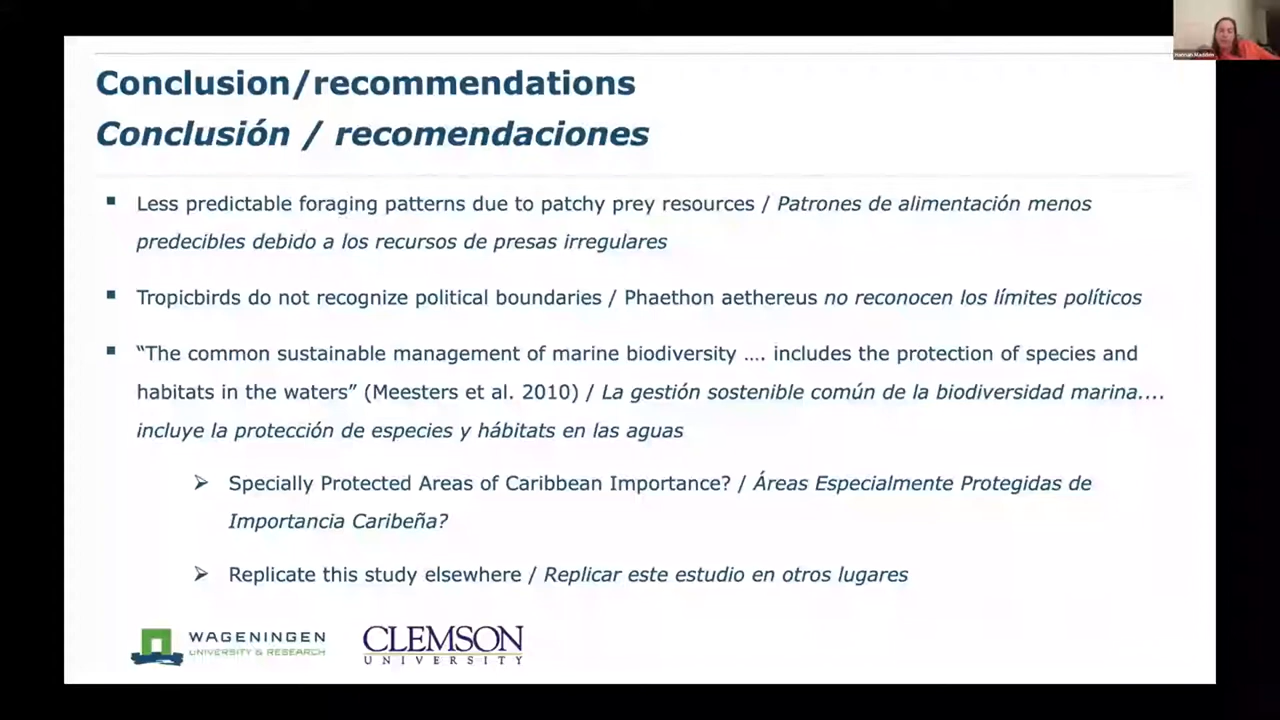 Conclusion/recommendations
Conclusión / recomendaciones
Less predictable foraging patterns due to patchy prey resources / Patrones de alimentación menos
predecibles debido a los recursos de presas irregulares
Tropicbirds do not recognize political boundaries / Phaethon aethereus no reconocen los límites políticos
“The common sustainable management of marine biodiversity .... includes the protection of species and
habitats in the waters” (Meesters et al. 2010) / La gestión sostenible común de la biodiversidad marina....
incluye la protección de especies y hábitats en las aguas
Specially Protected Areas of Caribbean Importance? / Áreas Especialmente Protegidas de
Importancia Caribeña?
Replicate this study elsewhere / Replicar este estudio en otros lugares
WAGENINGEN
UNIVERSITY & RESEARCH
CLEMSON
UNIVERSITY
Hannah Madden